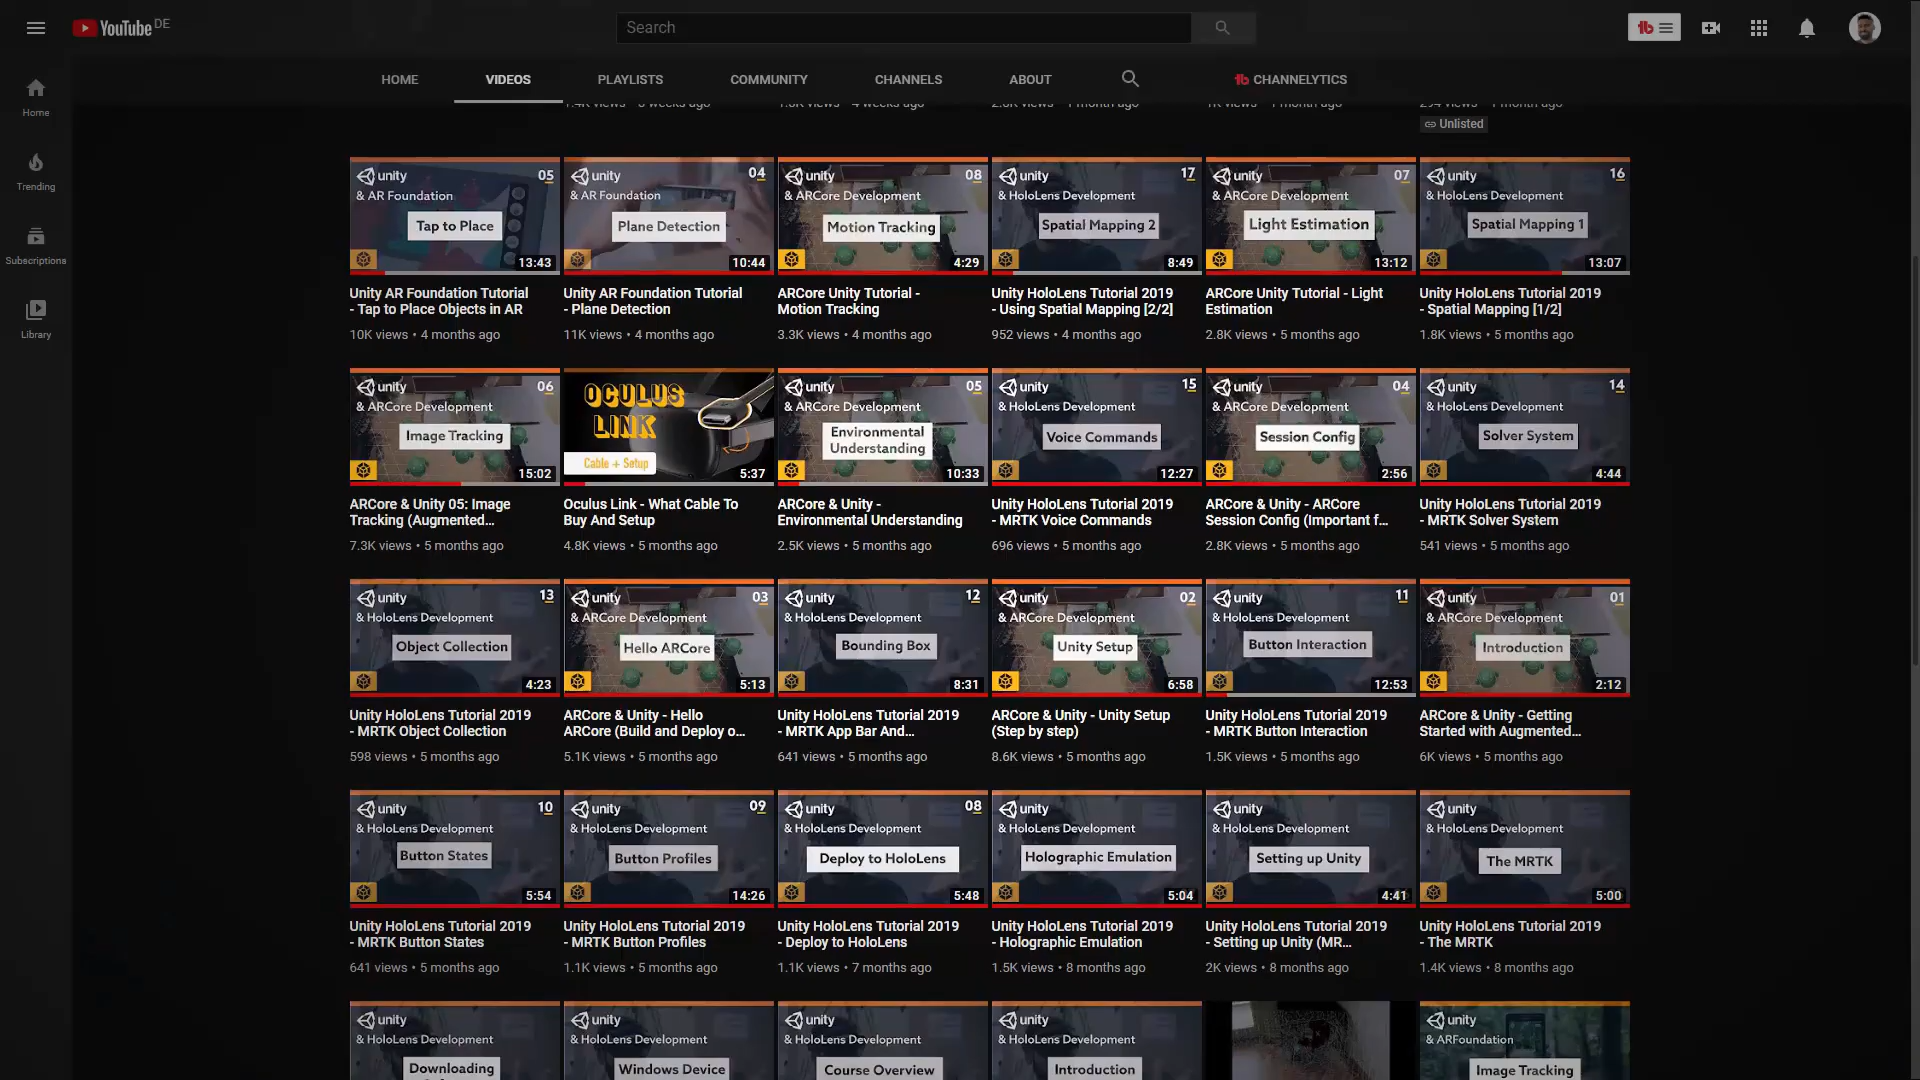 YouTube DE
Search
tb
HOME
VIDEOS
PLAYLISTS
COMMUNITY
CHANNELS
ABOUT
tb CHANNELYTICS
Home
Trending
Subscriptions
Library
1.4K views • 3 weeks ago
4 weeks ago
1 month ago
1K views • 1 month ago
294 views • 1 month ago
Unlisted
unity 05
& AR Foundation
Tap to Place
13:43
Unity AR Foundation Tutorial
- Tap to Place Objects in AR
10K views • 4 months ago
unity 04
& AR Foundation
Plane Detection
10:44
Unity AR Foundation Tutorial
- Plane Detection
11K views • 4 months ago
unity 08
& ARCore Development
Motion Tracking
4:29
ARCore Unity Tutorial -
Motion Tracking
3.3K views • 4 months ago
unity 17
& HoloLens Development
Spatial Mapping 2
8:49
Unity HoloLens Tutorial 2019
- Using Spatial Mapping [2/2]
952 views • 4 months ago
unity 07
& ARCore Development
Light Estimation
13:12
ARCore Unity Tutorial - Light
Estimation
2.8K views • 5 months ago
unity 16
& HoloLens Development
Spatial Mapping 1
13:07
Unity HoloLens Tutorial 2019
- Spatial Mapping [1/2]
1.8K views • 5 months ago
unity 06
& ARCore Development
Image Tracking
15:02
ARCore & Unity 05: Image
Tracking (Augmented...
7.3K views • 5 months ago
OCULUS
LINK
Cable + Setup
5:37
Oculus Link - What Cable To
Buy And Setup
4.8K views • 5 months ago
unity 05
& ARCore Development
Environmental
Understanding
10:33
ARCore & Unity -
Environmental Understanding
2.5K views • 5 months ago
unity 15
& HoloLens Development
Voice Commands
12:27
Unity HoloLens Tutorial 2019
- MRTK Voice Commands
696 views • 5 months ago
unity 04
& ARCore Development
Session Config
2:56
ARCore & Unity - ARCore
Session Config (Important f...
2.8K views • 5 months ago
unity 14
& HoloLens Development
Solver System
4:44
Unity HoloLens Tutorial 2019
- MRTK Solver System
541 views • 5 months ago
unity 13
& HoloLens Development
Object Collection
4:23
Unity HoloLens Tutorial 2019
- MRTK Object Collection
598 views • 5 months ago
unity 03
& ARCore Development
Hello ARCore
5:13
ARCore & Unity - Hello
ARCore (Build and Deploy o...
5.1K views • 5 months ago
unity 12
& HoloLens Development
Bounding Box
8:31
Unity HoloLens Tutorial 2019
- MRTK App Bar And...
641 views • 5 months ago
unity 02
& ARCore Development
Unity Setup
6:58
ARCore & Unity - Unity Setup
(Step by step)
8.6K views • 5 months ago
unity 11
& HoloLens Development
Button Interaction
12:53
Unity HoloLens Tutorial 2019
- MRTK Button Interaction
1.5K views • 5 months ago
unity 01
& ARCore Development
Introduction
2:12
ARCore & Unity - Getting
Started with Augmented...
6K views • 5 months ago
unity 10
& HoloLens Development
Button States
5:54
Unity HoloLens Tutorial 2019
- MRTK Button States
641 views • 5 months ago
unity 09
& HoloLens Development
Button Profiles
14:26
Unity HoloLens Tutorial 2019
- MRTK Button Profiles
1.1K views • 5 months ago
unity 08
& HoloLens Development
Deploy to HoloLens
5:48
Unity HoloLens Tutorial 2019
- Deploy to HoloLens
1.1K views • 7 months ago
unity
& HoloLens Development
Holographic Emulation
5:04
Unity HoloLens Tutorial 2019
- Holographic Emulation
1.5K views • 8 months ago
unity
& HoloLens Development
Setting up Unity
4:41
Unity HoloLens Tutorial 2019
- Setting up Unity (MR...
2K views • 8 months ago
unity
& HoloLens Development
The MRTK
5:00
Unity HoloLens Tutorial 2019
- The MRTK
1.4K views • 8 months ago
unity
& HoloLens Development
Downloading
unity
& HoloLens Development
Windows Device
unity
& HoloLens Development
Course Overview
unity
& HoloLens Development
Introduction
unity
& ARFoundation
Image Tracking